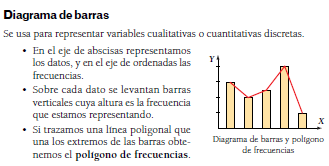 Diagrama de barras
Se usa para representar variables cualitativas o cuantitativas discretas.
• En el eje de abscisas representamos
los datos, y en el eje de ordenadas las
frecuencias.
• Sobre cada dato se levantan barras
verticales cuya altura es la frecuencia
que estamos representando.
• Si trazamos una línea poligonal que
una los extremos de las barras obte-
nemos el polígono de frecuencias.
Y
X
Diagrama de barras y polígono
de frecuencias